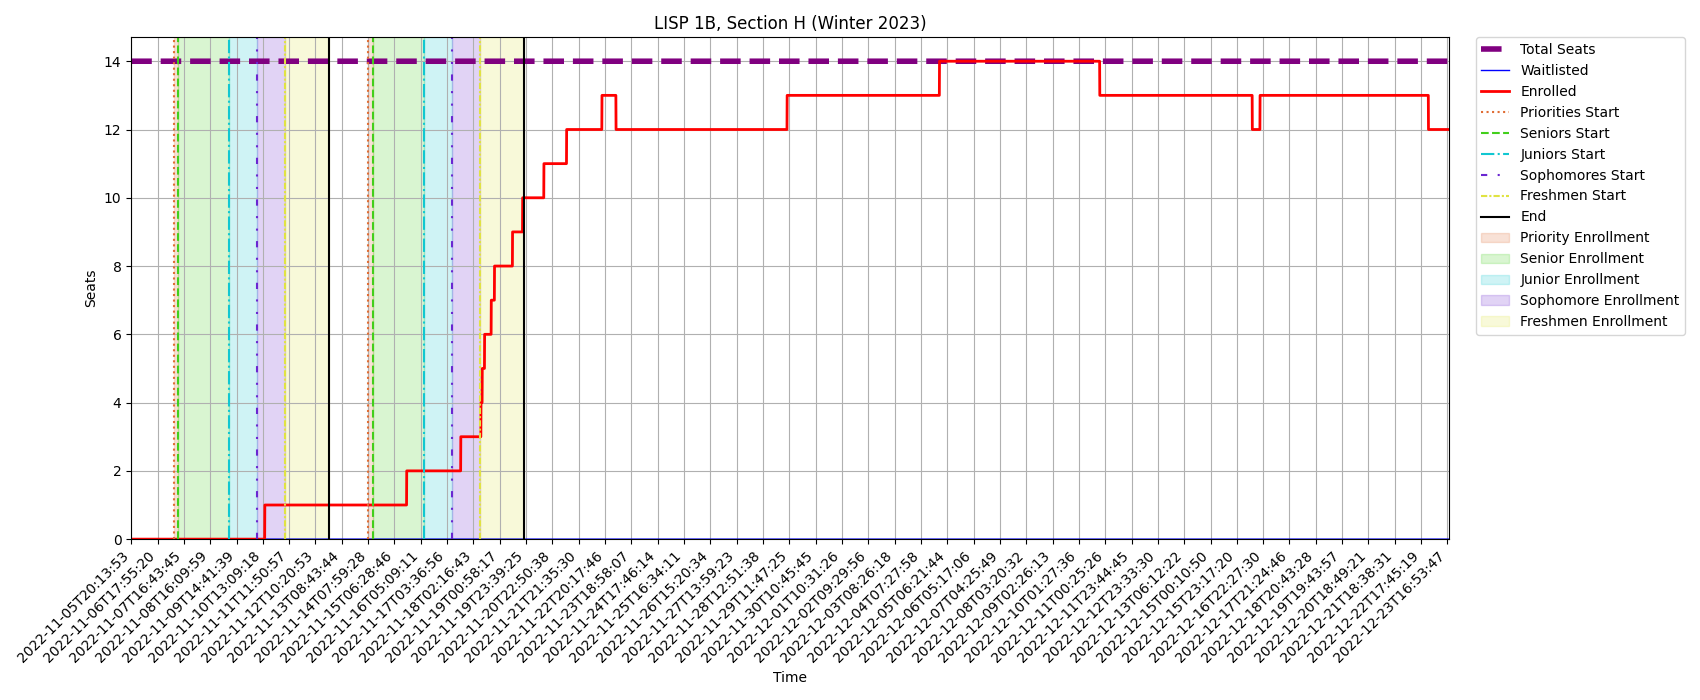 LISP 1B, Section H (Winter 2023)
14
12
10
8
6
4
2
0
Seats
2022-11-05T20:13:53
2022-11-06T17:55:20
2022-11-07T16:43:45
2022-11-08T16:09:59
2022-11-09T14:41:39
2022-11-10T13:09:18
2022-11-11T11:50:57
2022-11-12T10:20:53
2022-11-13T08:43:44
2022-11-14T07:59:28
2022-11-15T06:28:46
2022-11-16T05:09:11
2022-11-17T03:36:56
2022-11-18T02:16:43
2022-11-19T00:58:17
2022-11-19T23:39:25
2022-11-20T22:50:38
2022-11-21T21:35:30
2022-11-22T20:17:46
2022-11-23T18:58:07
2022-11-24T17:46:14
2022-11-25T16:34:11
2022-11-26T15:20:34
2022-11-27T13:59:23
2022-11-28T12:51:38
2022-11-29T11:47:25
2022-11-30T10:45:45
2022-12-01T10:31:26
2022-12-02T09:29:56
2022-12-03T08:26:18
2022-12-04T07:27:58
2022-12-05T06:21:44
2022-12-06T05:17:06
2022-12-07T04:25:49
2022-12-08T03:20:32
2022-12-09T02:26:13
2022-12-10T01:27:36
2022-12-11T00:25:26
2022-12-11T23:44:45
2022-12-12T23:33:30
2022-12-13T06:12:22
2022-12-15T00:10:50
2022-12-15T23:17:20
2022-12-16T22:27:30
2022-12-17T21:24:46
2022-12-18T20:43:28
2022-12-19T19:43:57
2022-12-20T18:49:21
2022-12-21T18:38:31
2022-12-22T17:45:19
2022-12-23T16:53:47
Time
Total Seats
Waitlisted
Enrolled
Priorities Start
Seniors Start
Juniors Start
Sophomores Start
Freshmen Start
End
Priority Enrollment
Senior Enrollment
Junior Enrollment
Sophomore Enrollment
Freshmen Enrollment